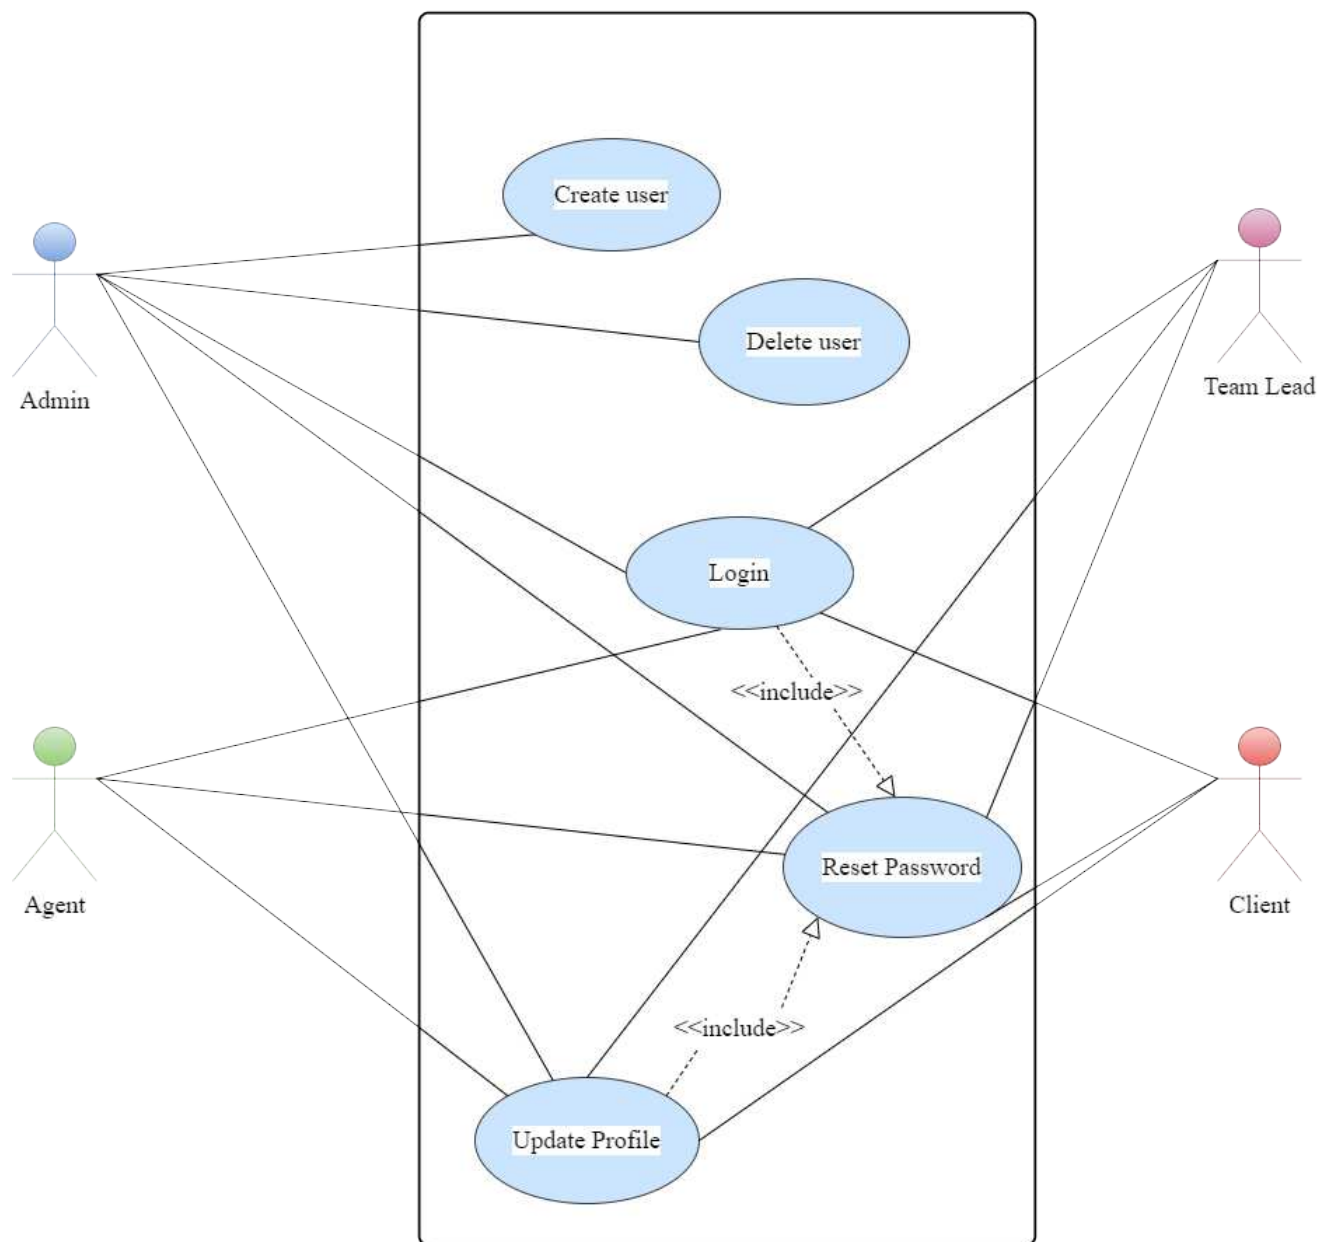 Create user
Delete user
Admin
Team Lead
Login
<<include>>
Reset Password
Agent
Client
<<include>>
Update Profile